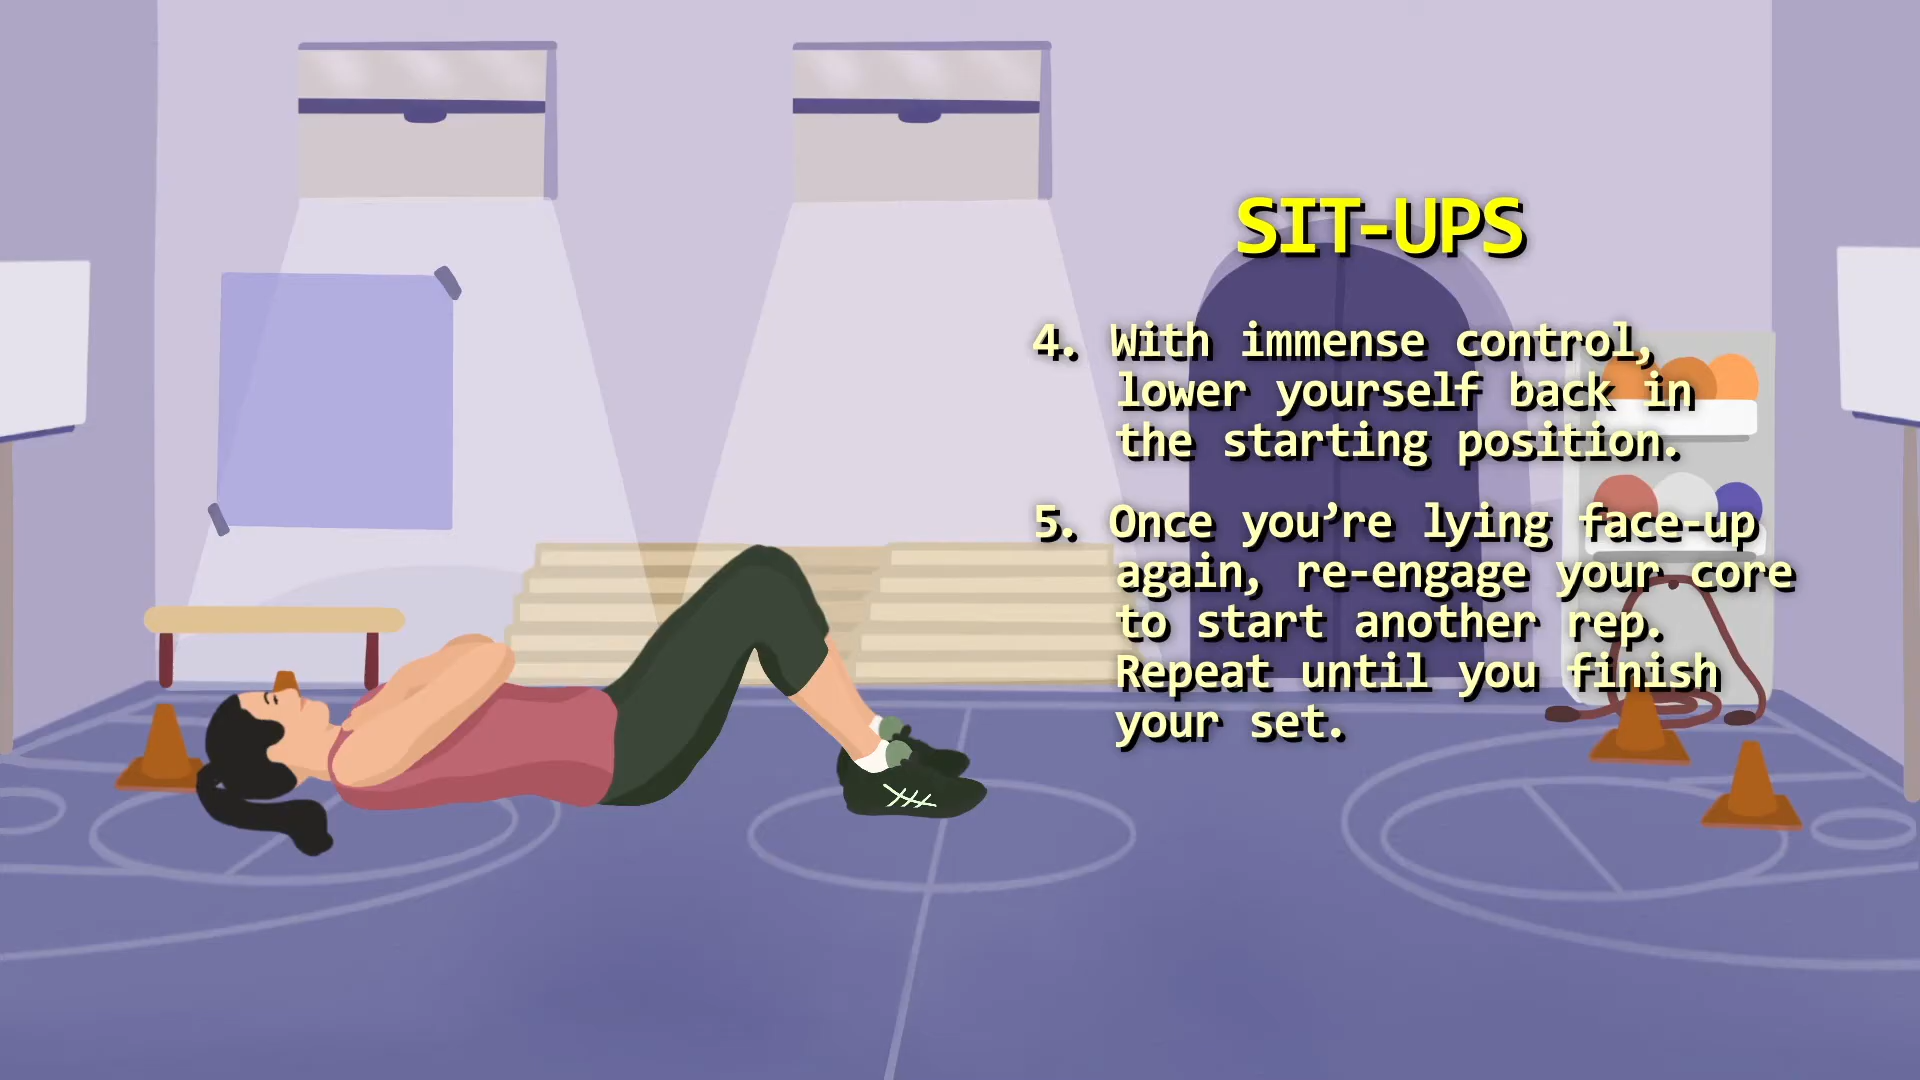 SIT-UPS
4. With immense control,
lower yourself back in
the starting position.
5. Once you’re lying face-up
again, re-engage your core
to start another rep.
Repeat until you finish
your set.